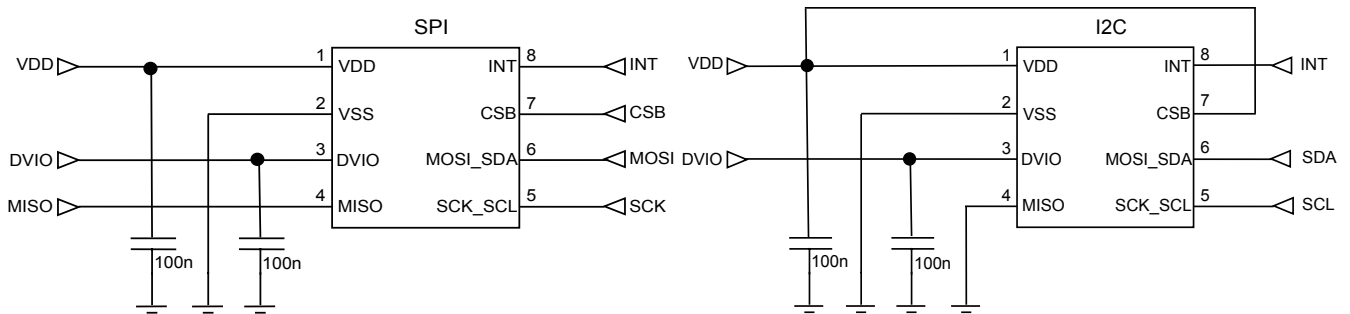 SPI
VDD 1 VDD INT 8 INT
2 VSS CSB 7 CSB
DVIO 3 DVIO MOSI_SDA 6 MOSI
MISO 4 MISO SCK_SCL 5 SCK
100n 100n
I2C
VDD 1 VDD INT 8 INT
2 VSS CSB 7
DVIO 3 DVIO MOSI_SDA 6 SDA
4 MISO SCK_SCL 5 SCL
100n 100n